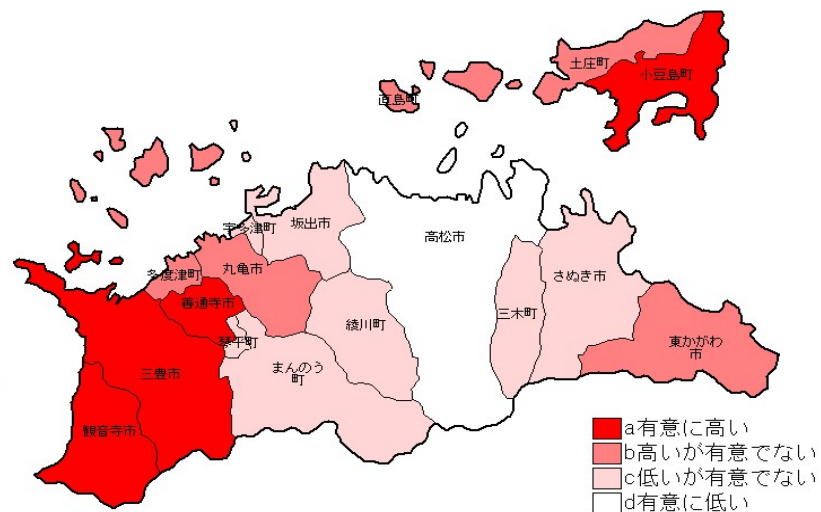 土庄町
小豆島町
直島町
宇多津町
坂出市
高松市
多度津町
丸亀市
さぬき市
善通寺市
三木町
綾川町
琴平町
東かがわ
市
まんのう
町
三豊市
観音寺市
a有意に高い
b高いが有意でない
c低いが有意でない
d有意に低い